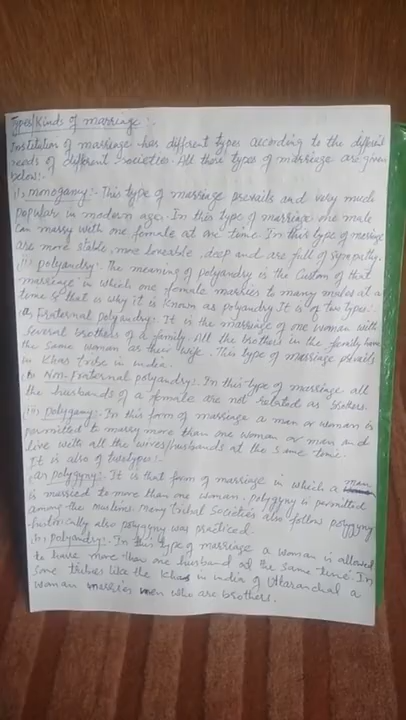 Types/Kinds of marriage :-
Institution of marriage has different types according to the different
needs of different societies. All these types of marriage are given
below:-
(i) monogamy:- This type of marriage prevails and very much
popular in modern age. In this type of marriage one male
can marry with one female at one time. In this type of marriage
are more stable, more loveable, deep and are full of sympathy.
(ii) polyandry:- The meaning of polyandry is the custom of that
marriage in which one female marries to many males at a
time so that is why it is known as polyandry. It is of two types:-
(a) Fraternal polyandry:- It is the marriage of one woman with
several brothers of a family. All the brothers in the family have
the same woman as their wife. This type of marriage prevails
in Khas tribe in india.
(b) Non-fraternal polyandry:- In this type of marriage all
the husbands of a female are not related as brothers.
(iii) polygamy:- In this form of marriage a man or woman is
permitted to marry more than one woman or man and
live with all the wives/husbands at the same time.
It is also of two types:-
(a) polygyny:- It is that form of marriage in which a man
is married to more than one woman. polygyny is permitted
among the muslims. many tribal societies also follow polygyny
historically also polygyny was practiced.
(b) polyandry:- In this type of marriage a woman is allowed
to have more than one husband at the same time. In
some tribes like the Khas in india of Uttaranchal a
woman marries men who are brothers.